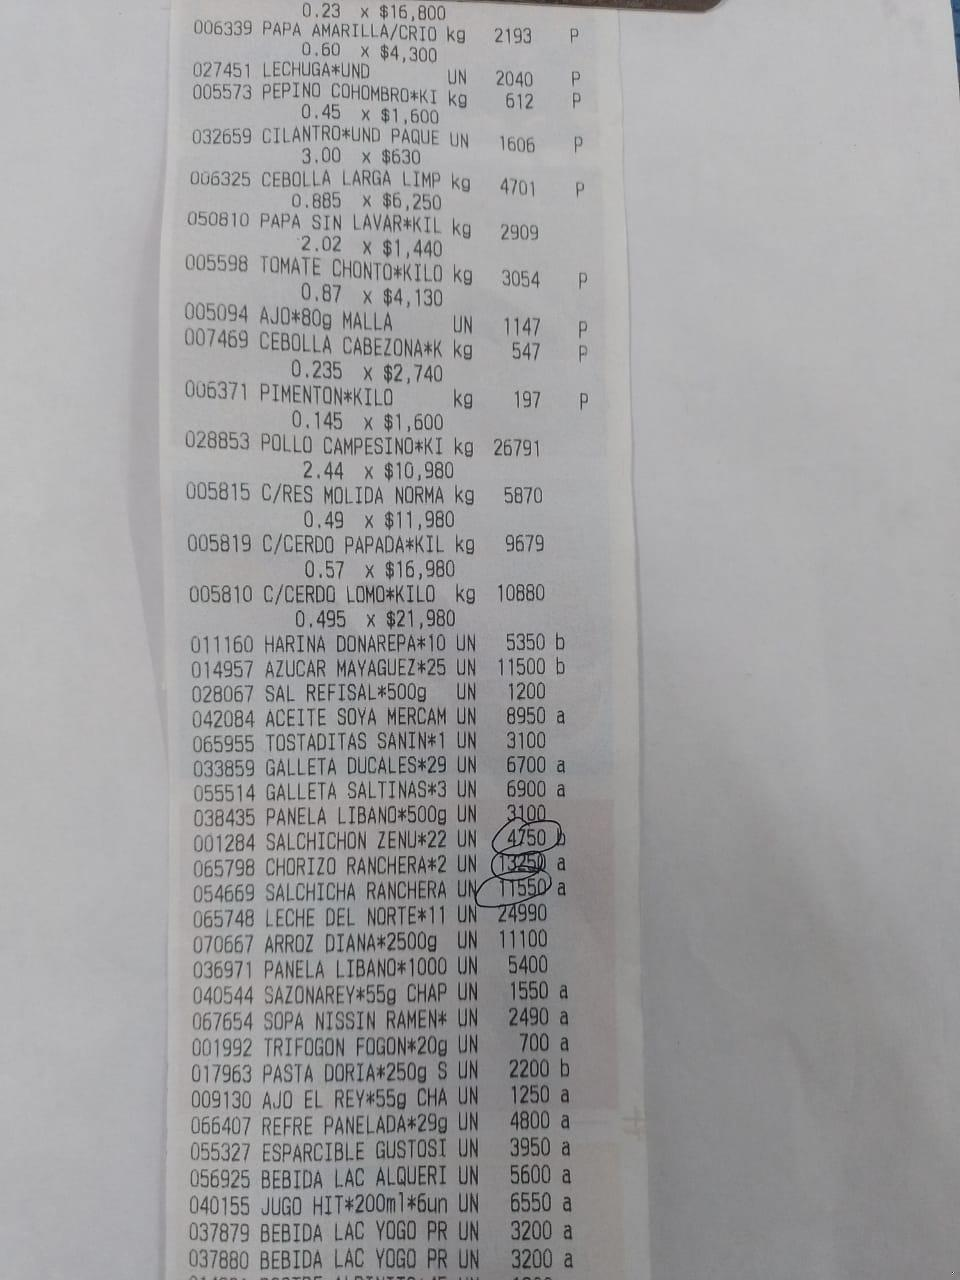 0.23 x $16,800
006339 PAPA AMARILLA/CRIO kg 2193 P
0.60 x $4,300
027451 LECHUGA*UND UN 2040 P
005573 PEPINO COHOMBRO*KI kg 612 P
0.45 x $1,600
032659 CILANTRO*UND PAQUE UN 1606 P
3.00 x $630
006325 CEBOLLA LARGA LIMP kg 4701 P
0.885 x $6,250
050810 PAPA SIN LAVAR*KIL kg 2909
2.02 x $1,440
005598 TOMATE CHONTO*KILO kg 3054 P
0.87 x $4,130
005094 AJO*80g MALLA UN 1147 P
007469 CEBOLLA CABEZONA*K kg 547 P
0.235 x $2,740
006371 PIMENTON*KILO kg 197 P
0.145 x $1,600
028853 POLLO CAMPESINO*KI kg 26791
2.44 x $10,980
005815 C/RES MOLIDA NORMA kg 5870
0.49 x $11,980
005819 C/CERDO PAPADA*KIL kg 9679
0.57 x $16,980
005810 C/CERDO LOMO*KILO kg 10880
0.495 x $21,980
011160 HARINA DONAREPA*10 UN 5350 b
014957 AZUCAR MAYAGUEZ*25 UN 11500 b
028067 SAL REFISAL*500g UN 1200
042084 ACEITE SOYA MERCAM UN 8950 a
065955 TOSTADITAS SANIN*1 UN 3100
033859 GALLETA DUCALES*29 UN 6700 a
055514 GALLETA SALTINAS*3 UN 6900 a
038435 PANELA LIBANO*500g UN 3100
001284 SALCHICHON ZENU*22 UN 4750 b
065798 CHORIZO RANCHERA*2 UN 13250 a
054669 SALCHICHA RANCHERA UN 11550 a
065748 LECHE DEL NORTE*11 UN 24990
070667 ARROZ DIANA*2500g UN 11100
036971 PANELA LIBANO*1000 UN 5400
040544 SAZONAREY*55g CHAP UN 1550 a
067654 SOPA NISSIN RAMEN* UN 2490 a
001992 TRIFOGON FOGON*20g UN 700 a
017963 PASTA DORIA*250g S UN 2200 b
009130 AJO EL REY*55g CHA UN 1250 a
066407 REFRE PANELADA*29g UN 4800 a
055327 ESPARCIBLE GUSTOSI UN 3950 a
056925 BEBIDA LAC ALQUERI UN 5600 a
040155 JUGO HIT*200ml*6un UN 6550 a
037879 BEBIDA LAC YOGO PR UN 3200 a
037880 BEBIDA LAC YOGO PR UN 3200 a